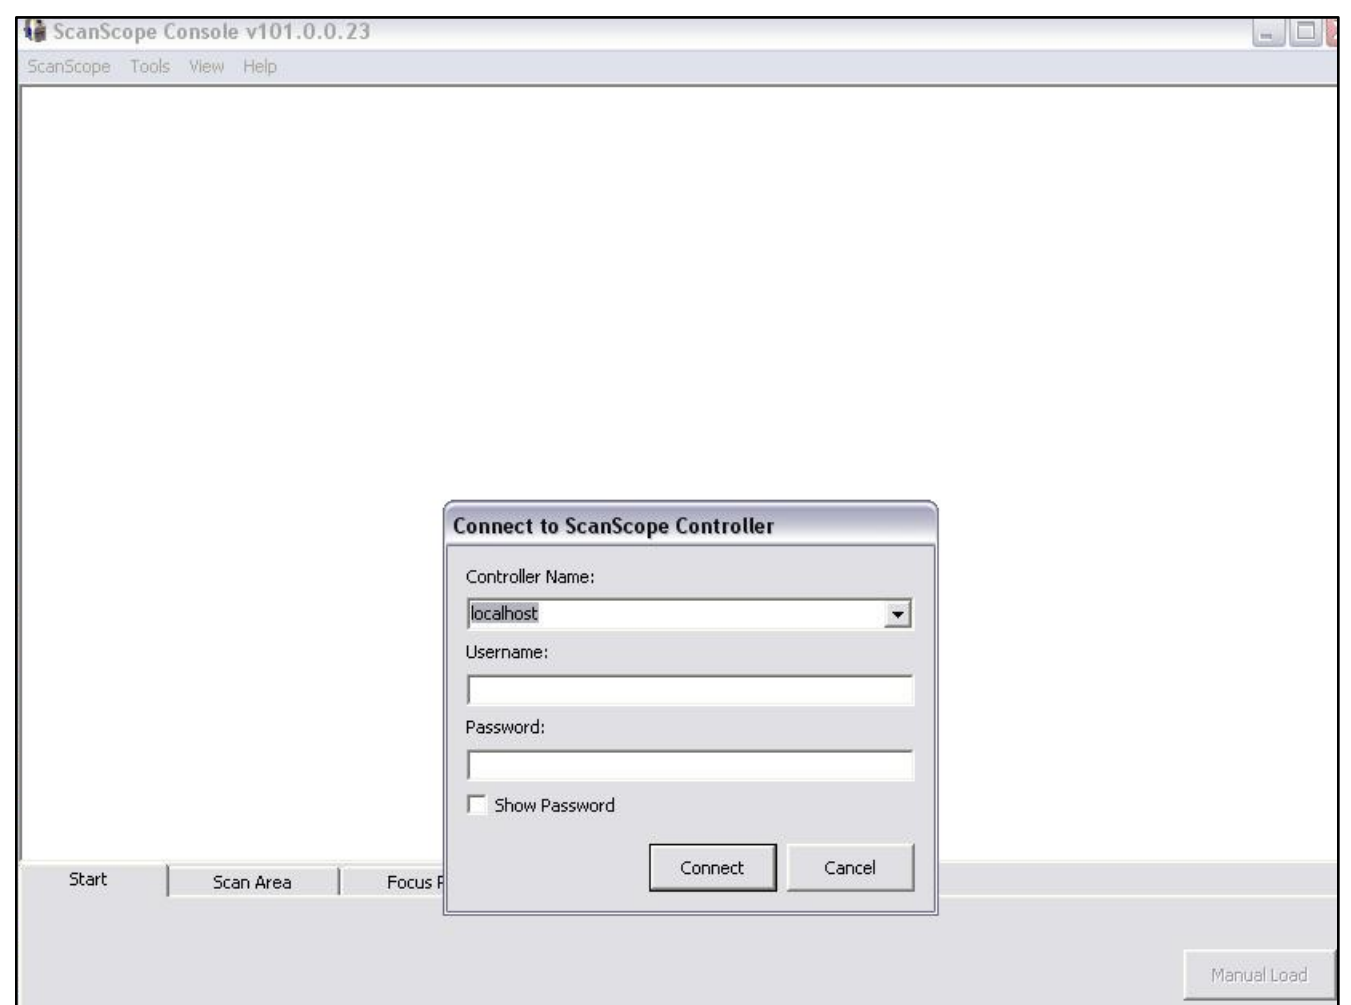 ScanScope Console v101.0.0.23
ScanScope Tools View Help
Connect to ScanScope Controller
Controller Name:
localhost
Username:
Password:
Show Password
Connect Cancel
Start Scan Area Focus
Manual Load